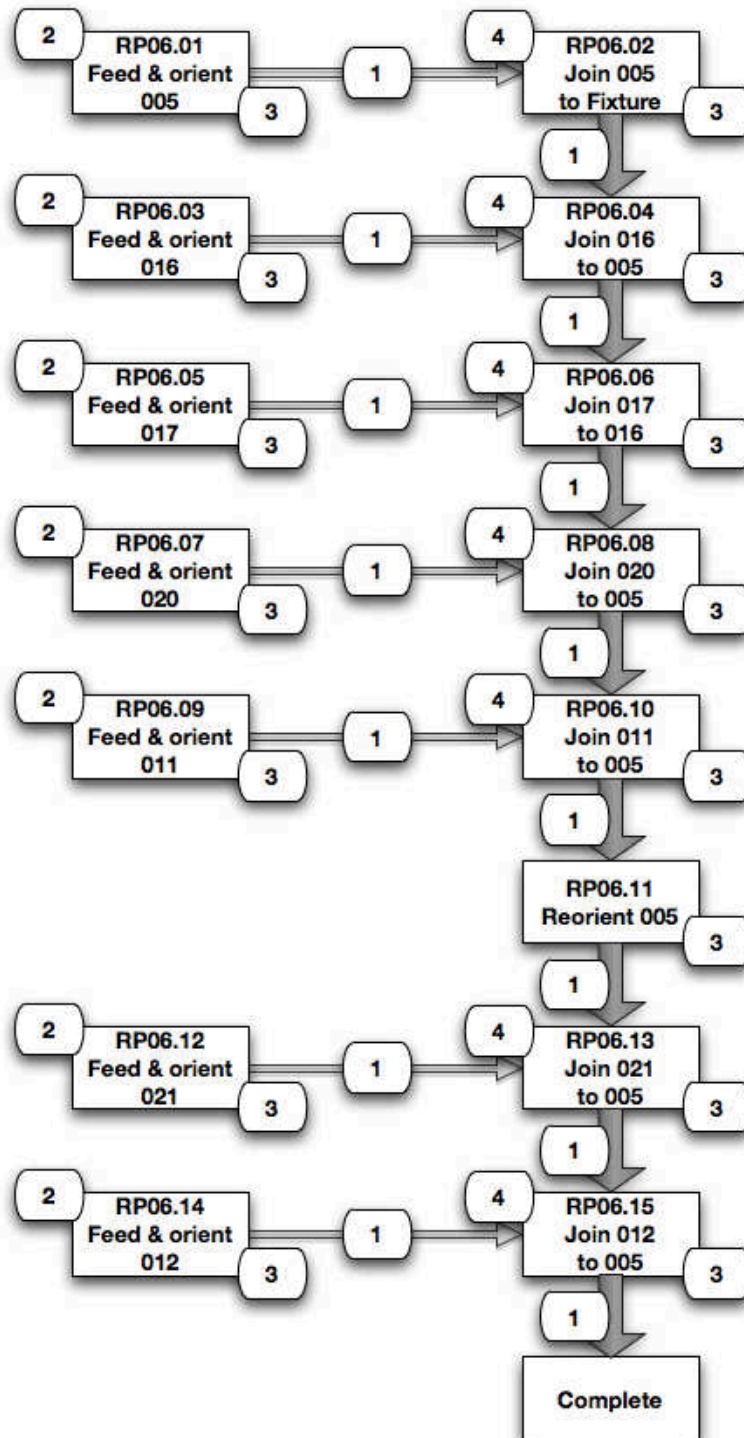 2
RP06.01
Feed & orient
005
3
1
4
RP06.02
Join 005
to Fixture
3
1
2
RP06.03
Feed & orient
016
3
1
4
RP06.04
Join 016
to 005
3
1
2
RP06.05
Feed & orient
017
3
1
4
RP06.06
Join 017
to 016
3
1
2
RP06.07
Feed & orient
020
3
1
4
RP06.08
Join 020
to 005
3
1
2
RP06.09
Feed & orient
011
3
1
4
RP06.10
Join 011
to 005
3
1
RP06.11
Reorient 005
3
1
2
RP06.12
Feed & orient
021
3
1
4
RP06.13
Join 021
to 005
3
1
2
RP06.14
Feed & orient
012
3
1
4
RP06.15
Join 012
to 005
3
1
Complete